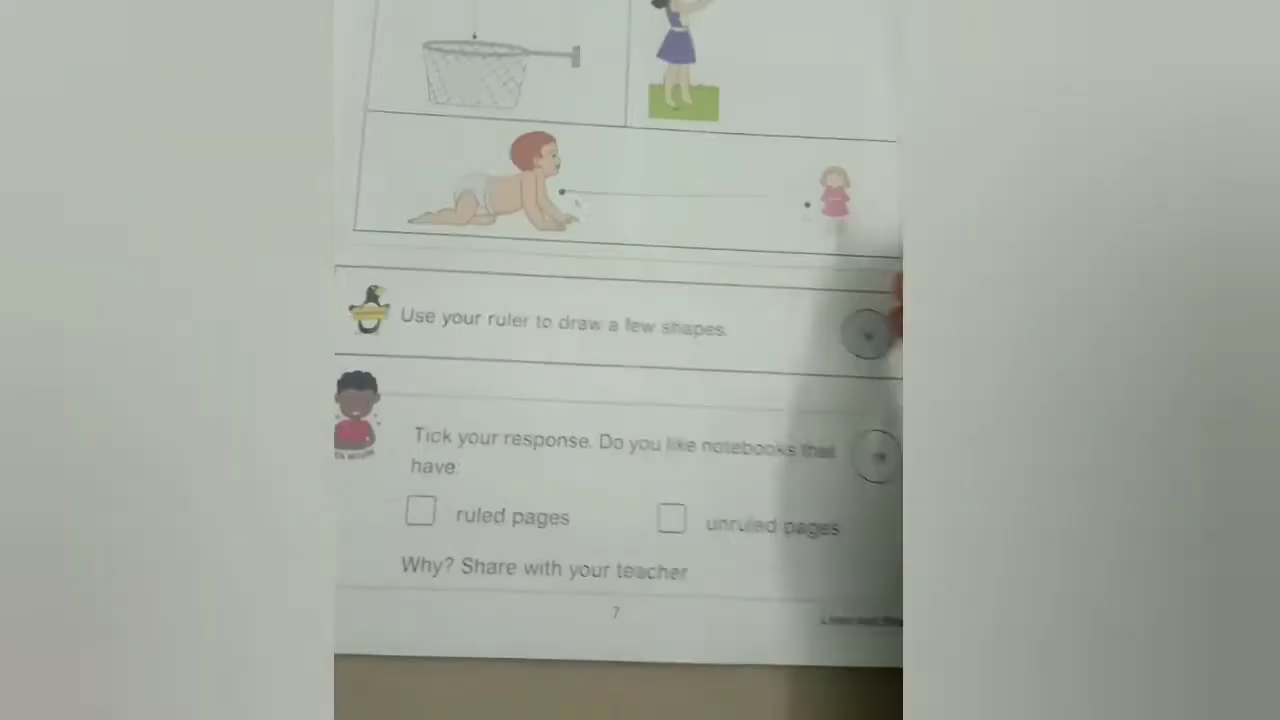 Use your ruler to draw a few shapes.
Tick your response. Do you like notebooks that
have:
ruled pages
unruled pages
Why? Share with your teacher
7